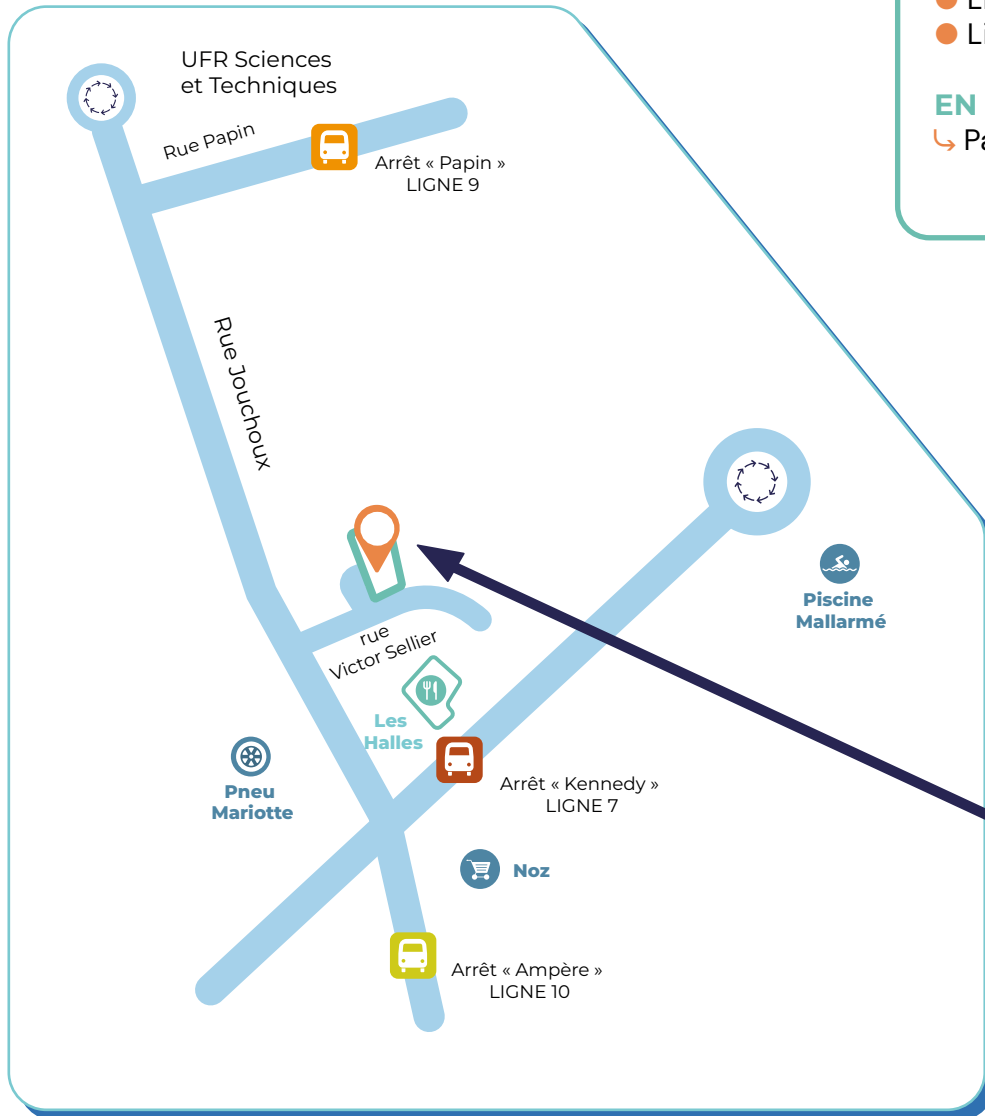 UFR Sciences
et Techniques
Rue Papin
Arrêt « Papin »
LIGNE 9
EN
Rue Jouchoux
Piscine
Mallarmé
rue
Victor Sellier
Les
Halles
Pneu
Mariotte
Arrêt « Kennedy »
LIGNE 7
Noz
Arrêt « Ampère »
LIGNE 10